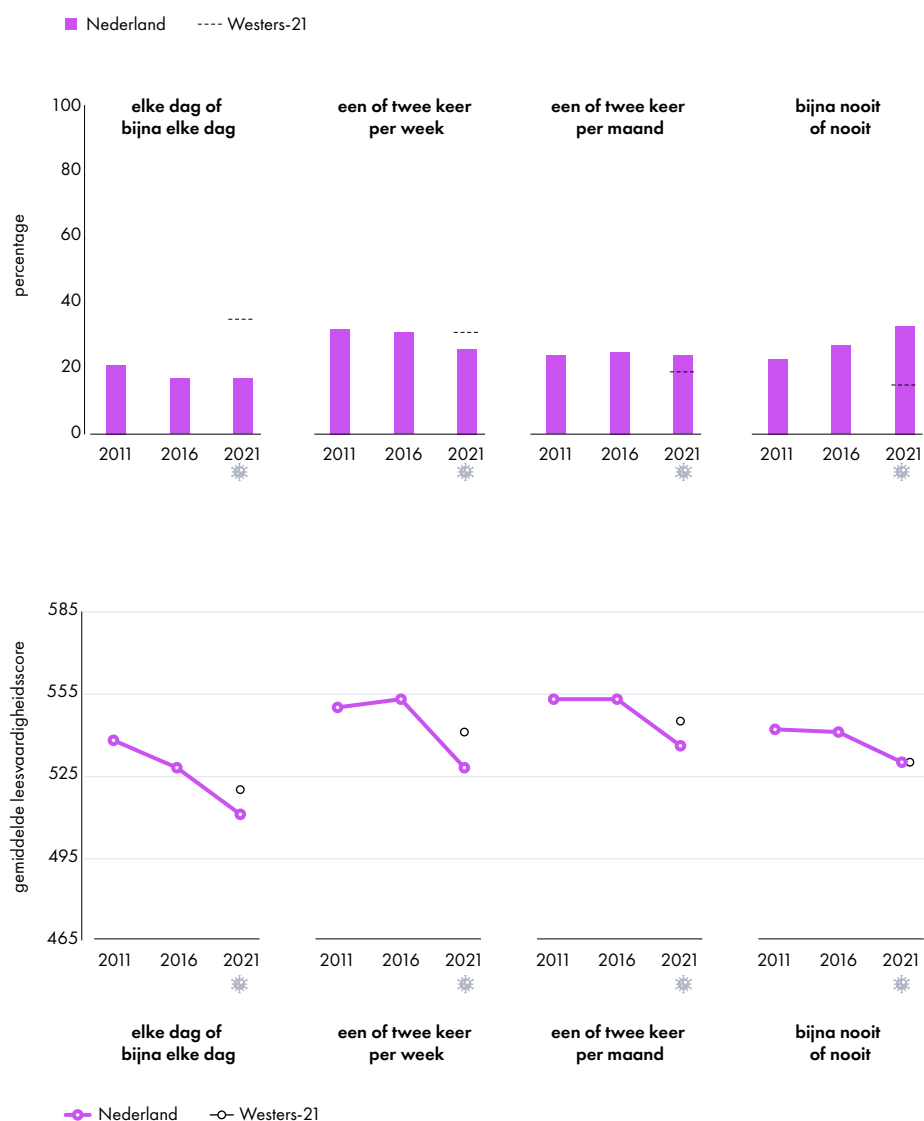 Nederland Westers-21
elke dag of
bijna elke dag
een of twee keer
per week
een of twee keer
per maand
bijna nooit
of nooit
percentage
100
80
60
40
20
0
2011 2016 2021 2011 2016 2021 2011 2016 2021 2011 2016 2021
gemiddelde leesvaardigheidsscore
585
555
525
495
465
2011 2016 2021 2011 2016 2021 2011 2016 2021 2011 2016 2021
elke dag of
bijna elke dag
een of twee keer
per week
een of twee keer
per maand
bijna nooit
of nooit
Nederland Westers-21